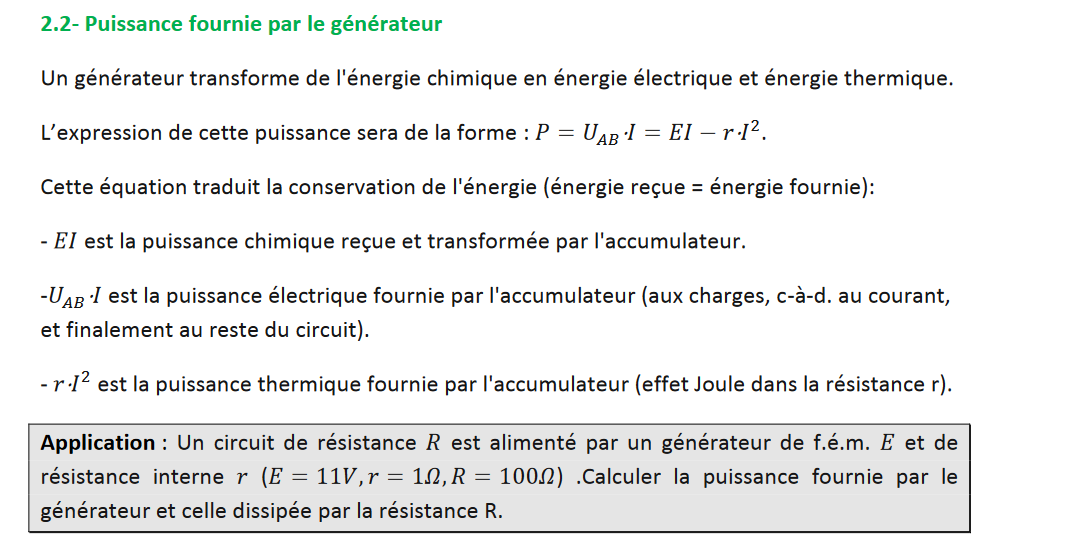 2.2- Puissance fournie par le générateur
Un générateur transforme de l'énergie chimique en énergie électrique et énergie thermique.
L’expression de cette puissance sera de la forme : P = U_AB·I = EI − r·I².
Cette équation traduit la conservation de l'énergie (énergie reçue = énergie fournie):
- EI est la puissance chimique reçue et transformée par l'accumulateur.
-U_AB·I est la puissance électrique fournie par l'accumulateur (aux charges, c-à-d. au courant,
et finalement au reste du circuit).
- r·I² est la puissance thermique fournie par l'accumulateur (effet Joule dans la résistance r).
Application : Un circuit de résistance R est alimenté par un générateur de f.é.m. E et de
résistance interne r (E = 11V, r = 1Ω, R = 100Ω) .Calculer la puissance fournie par le
générateur et celle dissipée par la résistance R.